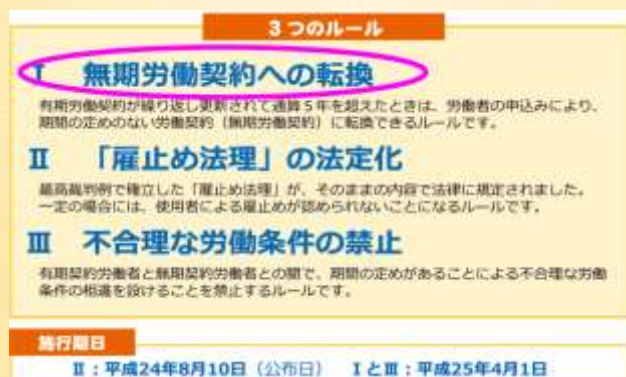 3つのルール
I 無期労働契約への転換
有期労働契約が繰り返し更新されて通算5年を超えたときは、労働者の申込みにより、
期間の定めのない労働契約（無期労働契約）に転換できるルールです。
II 「雇止め法理」の法定化
最高裁判例で確立した「雇止め法理」が、そのままの内容で法律に規定されました。
一定の場合には、使用者による雇止めが認められないことになるルールです。
III 不合理な労働条件の禁止
有期契約労働者と無期契約労働者との間で、期間の定めがあることによる不合理な労働
条件の相違を設けることを禁止するルールです。
施行期日
II：平成24年8月10日（公布日） IとIII：平成25年4月1日